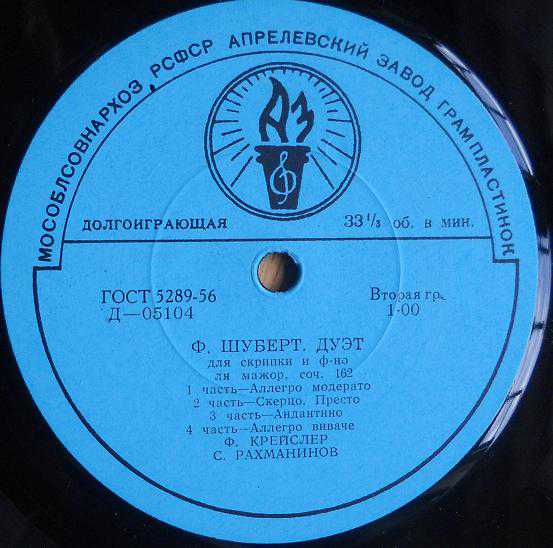 МОСОБЛСОВНАРХОЗ РСФСР АПРЕЛЕВСКИЙ ЗАВОД ГРАМПЛАСТИНОК
АЗ
ДОЛГОИГРАЮЩАЯ 33 1/3 об. в мин.
ГОСТ 5289-56 Вторая гр.
Д—05104 1-00
Ф. ШУБЕРТ. ДУЭТ
для скрипки и ф-но
ля мажор, соч. 162
1 часть—Аллегро модерато
2 часть—Скерцо. Престо
3 часть—Андантино
4 часть—Аллегро виваче
Ф. КРЕЙСЛЕР
С. РАХМАНИНОВ